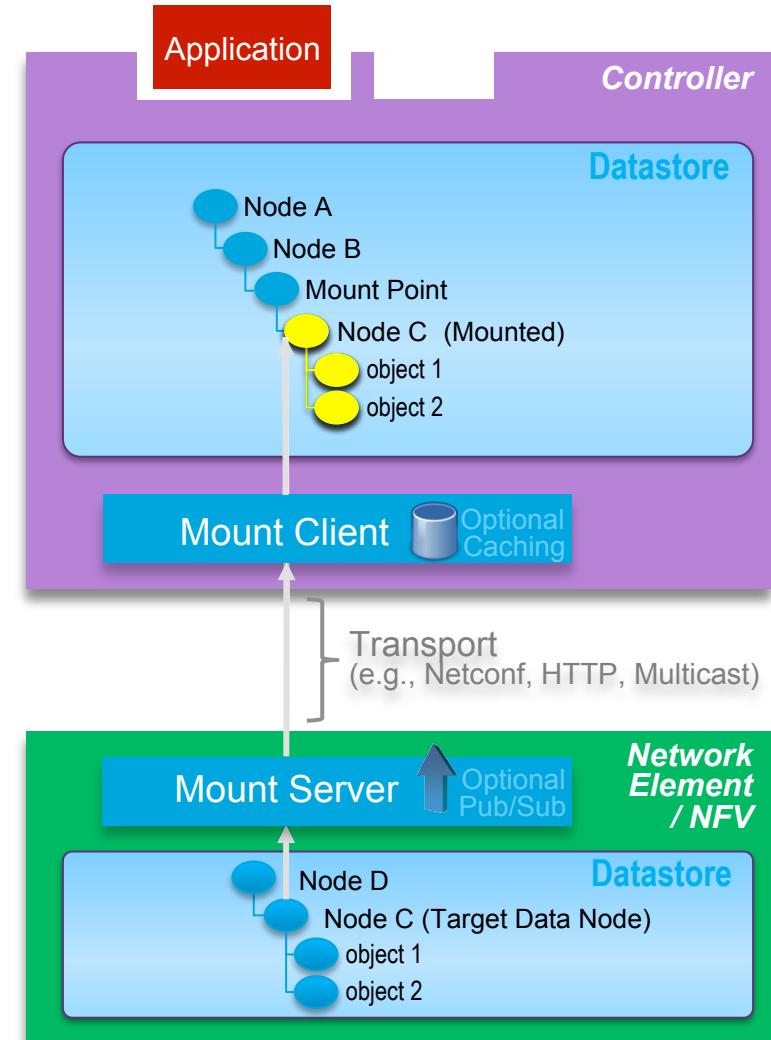 Application
Controller
Datastore
Node A
Node B
Mount Point
Node C (Mounted)
object 1
object 2
Mount Client
Optional
Caching
Transport
(e.g., Netconf, HTTP, Multicast)
Network
Element
/ NFV
Mount Server
Optional
Pub/Sub
Datastore
Node D
Node C (Target Data Node)
object 1
object 2